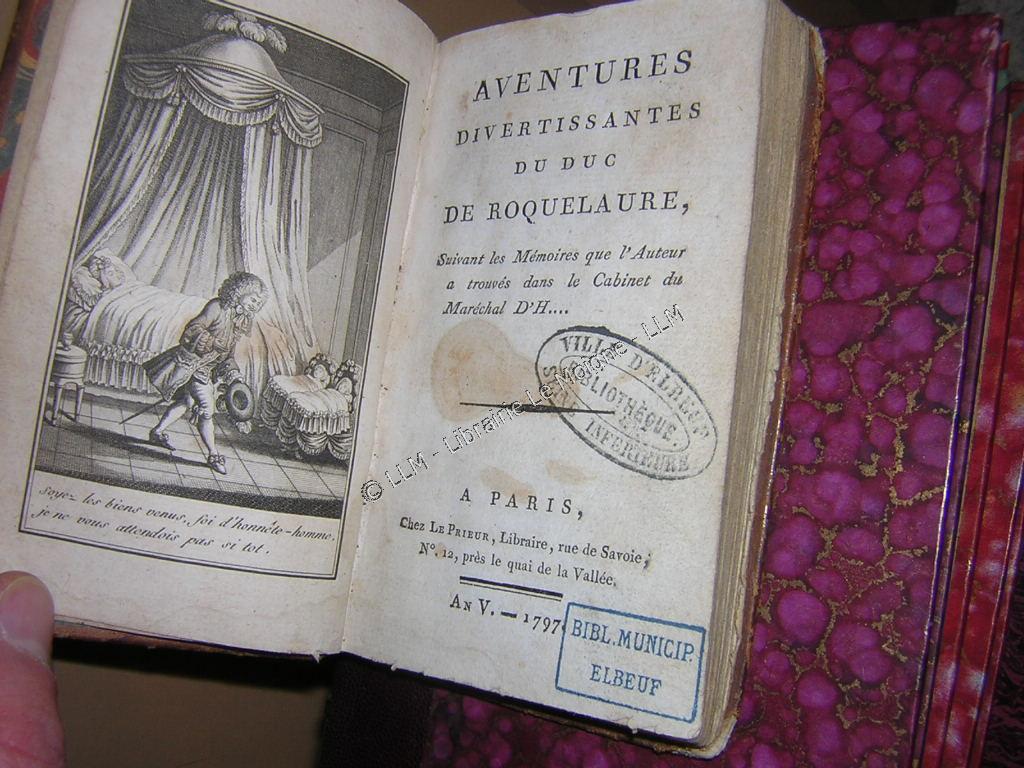 Soyez les biens venus, foi d'honnête-homme,
je ne vous attendois pas si tot.
AVENTURES
DIVERTISSANTES
DU DUC
DE ROQUELAURE,
Suivant les Mémoires que l'Auteur
a trouvés dans le Cabinet du
Maréchal D'H....
VILLE D'ELBEUF
BIBLIOTHÈQUE.
SEINE INFERIEURE
© LLM - Librairie Le Moigne - LLM
A PARIS,
Chez LE PRIEUR, Libraire, rue de Savoie,
N°. 12, près le quai de la Vallée.
AN V. — 1797.
BIBL. MUNICIP.
ELBEUF